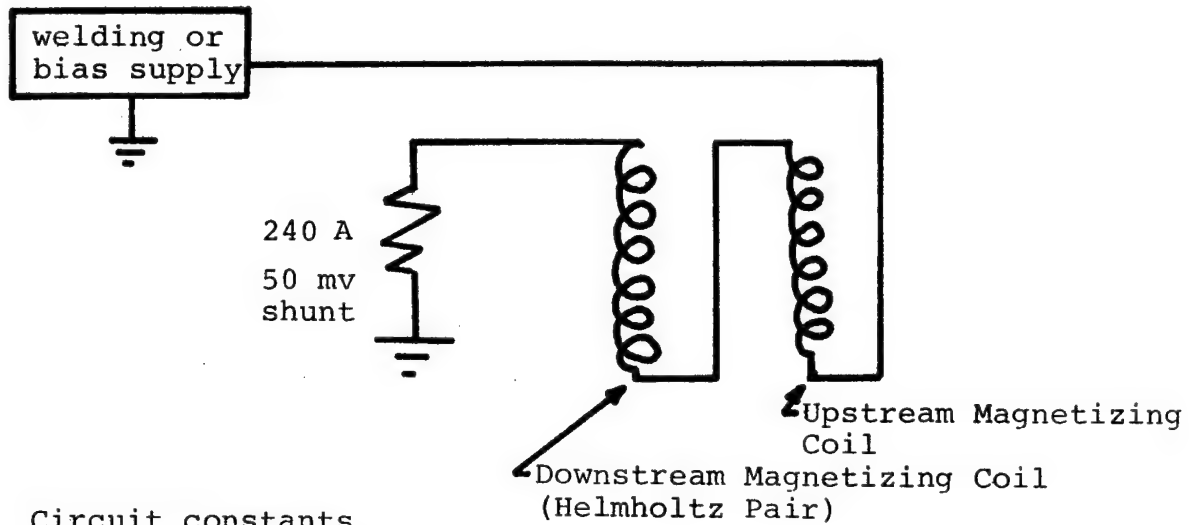 welding or
bias supply
240 A
50 mv
shunt
Upstream Magnetizing
Coil
Downstream Magnetizing Coil
(Helmholtz Pair)
Circuit constants